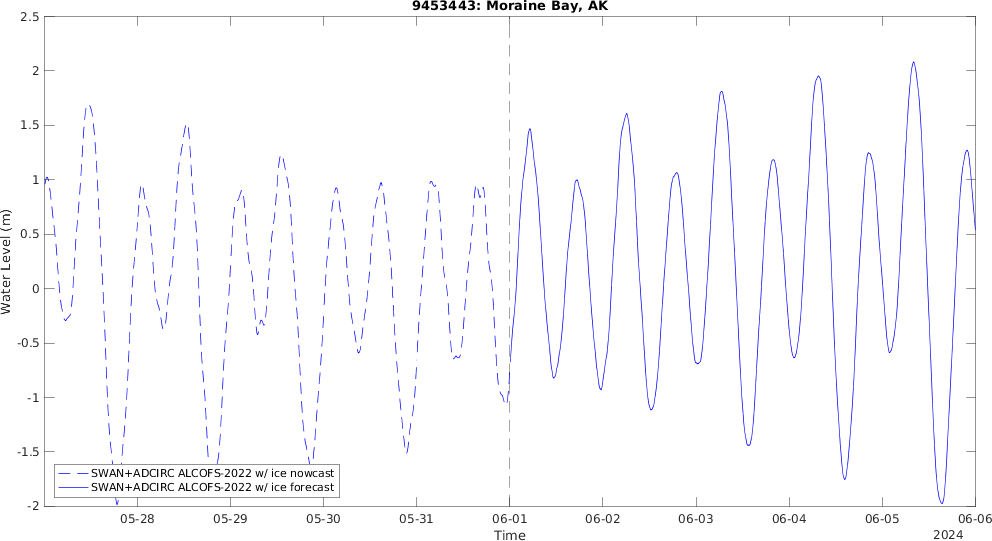 9453443: Moraine Bay, AK
2.5
2
1.5
1
0.5
0
-0.5
-1
-1.5
-2
Water Level (m)
SWAN+ADCIRC ALCOFS-2022 w/ ice nowcast
SWAN+ADCIRC ALCOFS-2022 w/ ice forecast
05-28 05-29 05-30 05-31 06-01 06-02 06-03 06-04 06-05 06-06
Time
2024